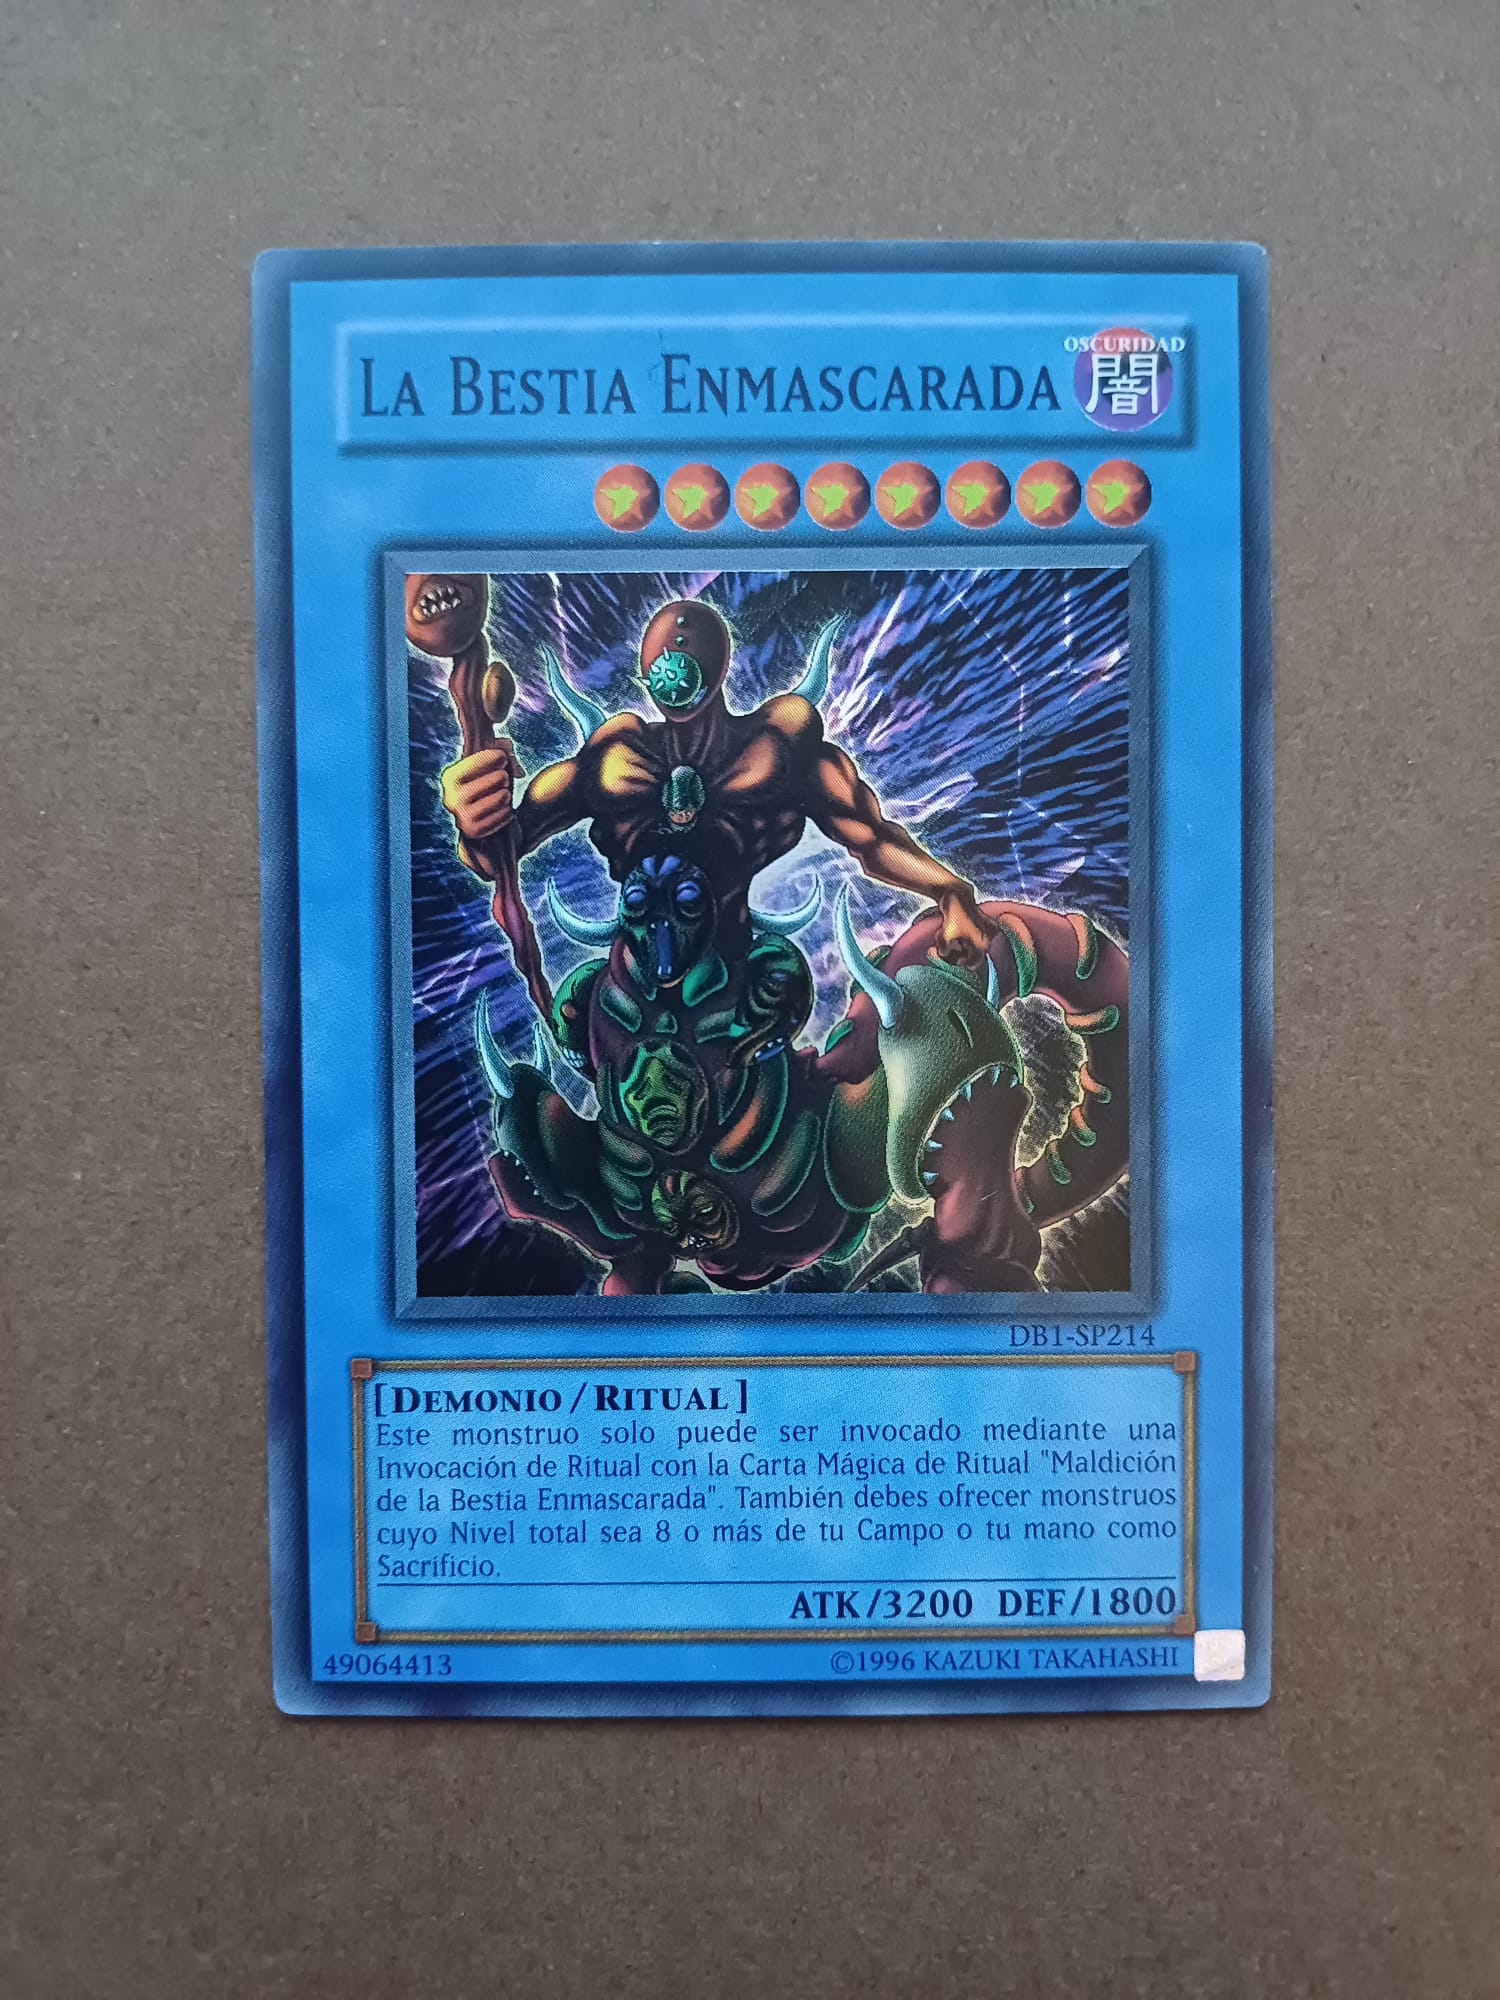 LA BESTIA ENMASCARADA
OSCURIDAD
闇
DB1-SP214
[DEMONIO/RITUAL]
Este monstruo solo puede ser invocado mediante una
Invocación de Ritual con la Carta Mágica de Ritual "Maldición
de la Bestia Enmascarada". También debes ofrecer monstruos
cuyo Nivel total sea 8 o más de tu Campo o tu mano como
Sacrificio.
ATK/3200 DEF/1800
49064413
©1996 KAZUKI TAKAHASHI